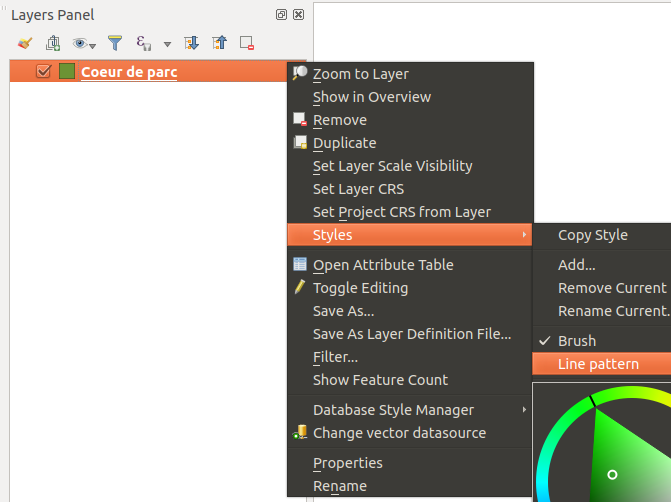 Layers Panel
Coeur de parc
Zoom to Layer
Show in Overview
Remove
Duplicate
Set Layer Scale Visibility
Set Layer CRS
Set Project CRS from Layer
Styles
Open Attribute Table
Toggle Editing
Save As...
Save As Layer Definition File...
Filter...
Show Feature Count
Database Style Manager
Change vector datasource
Properties
Rename
Copy Style
Add...
Remove Current
Rename Current.
Brush
Line pattern